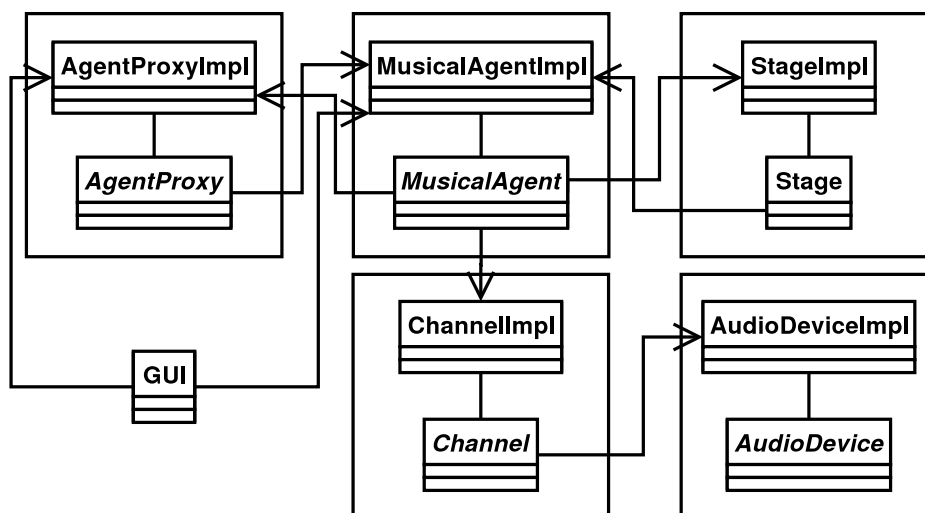 AgentProxyImpl
MusicalAgentImpl
StageImpl
AgentProxy
MusicalAgent
Stage
ChannelImpl
AudioDeviceImpl
GUI
Channel
AudioDevice